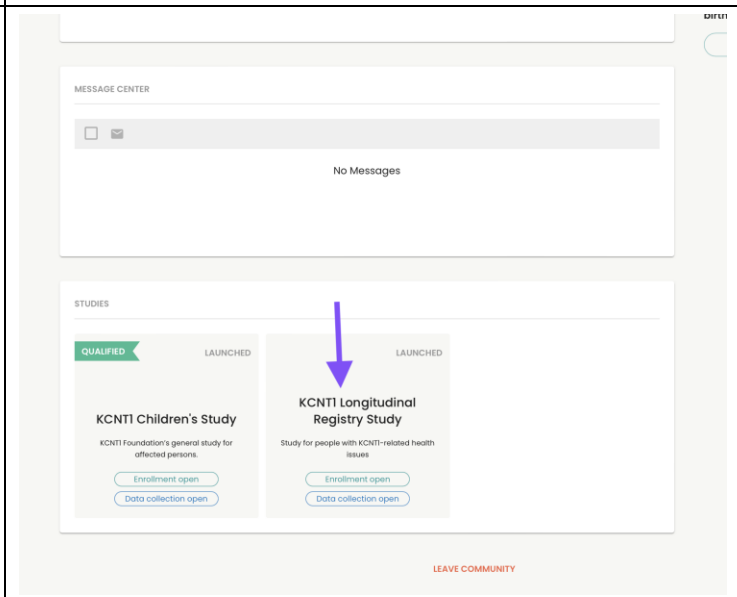 birth
MESSAGE CENTER
No Messages
STUDIES
QUALIFIED
LAUNCHED
KCNT1 Children's Study
KCNT1 Foundation's general study for
affected persons.
Enrollment open
Data collection open
LAUNCHED
KCNT1 Longitudinal
Registry Study
Study for people with KCNT1-related health
issues
Enrollment open
Data collection open
LEAVE COMMUNITY